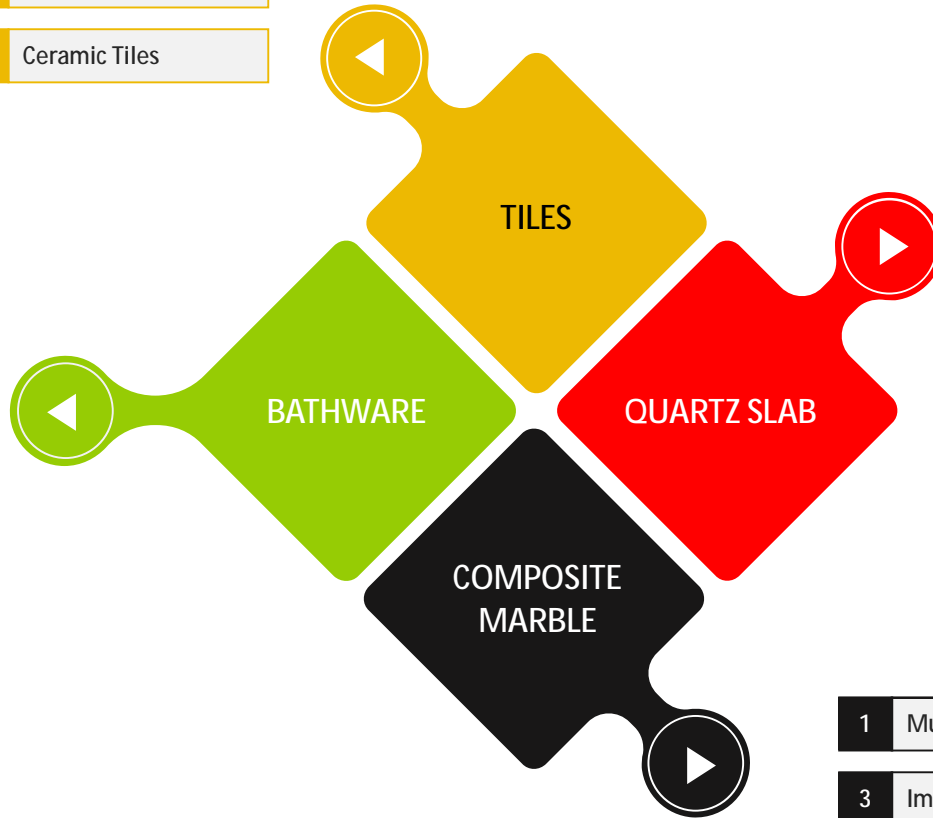 Ceramic Tiles
TILES
BATHWARE
QUARTZ SLAB
COMPOSITE
MARBLE
1
3